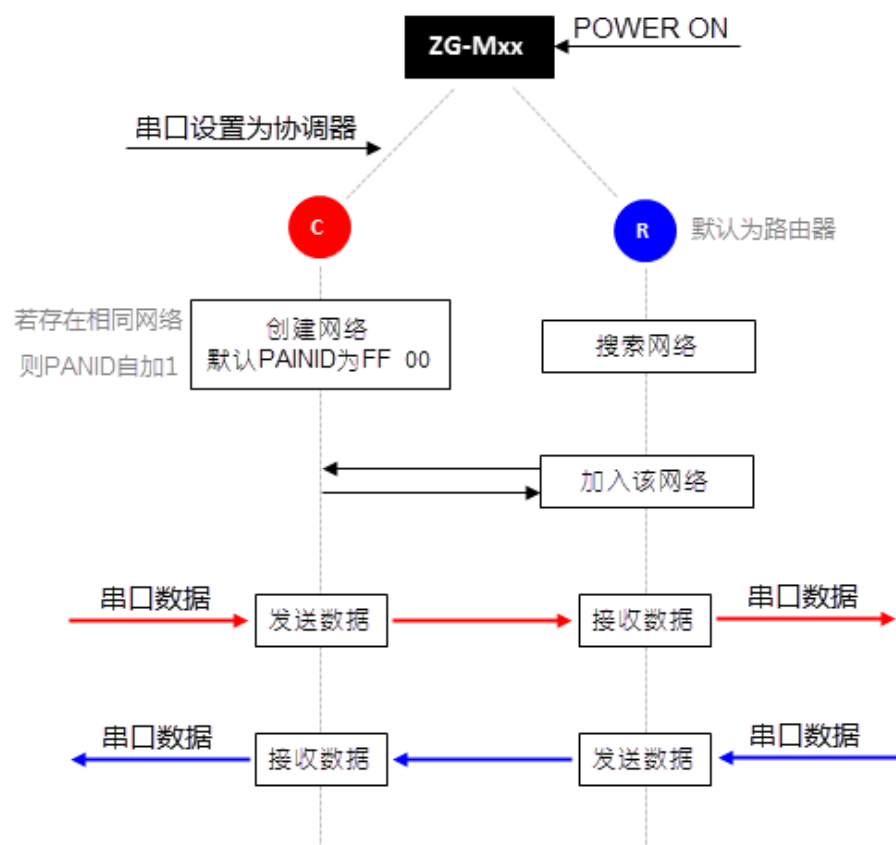 ZG-Mxx
POWER ON
串口设置为协调器
C
R
默认为路由器
若存在相同网络
则PANID自加1
创建网络
默认PAINID为FF 00
搜索网络
加入该网络
串口数据
发送数据
接收数据
串口数据
串口数据
接收数据
发送数据
串口数据